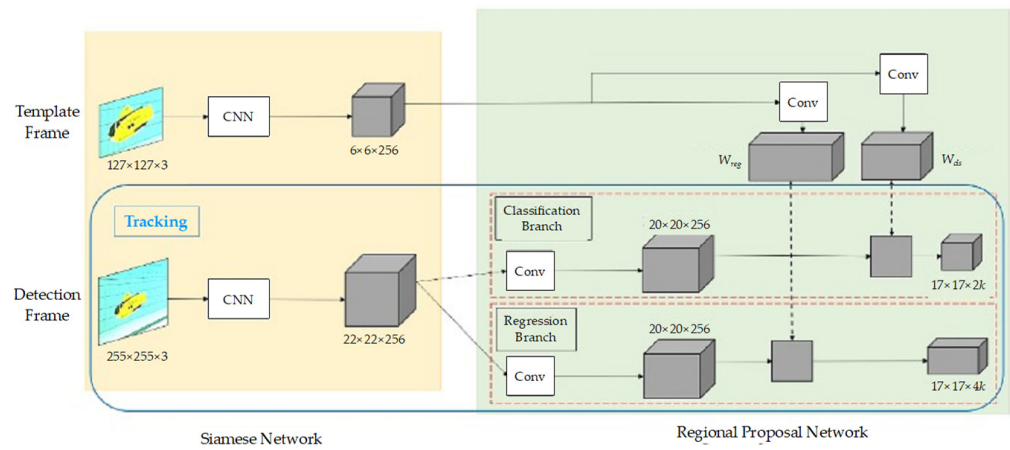 Template
Frame
127×127×3
CNN
6×6×256
Conv
Conv
Wreg
Wds
Tracking
Detection
Frame
255×255×3
CNN
22×22×256
Classification
Branch
Conv
20×20×256
17×17×2k
Regression
Branch
Conv
20×20×256
17×17×4k
Siamese Network
Regional Proposal Network